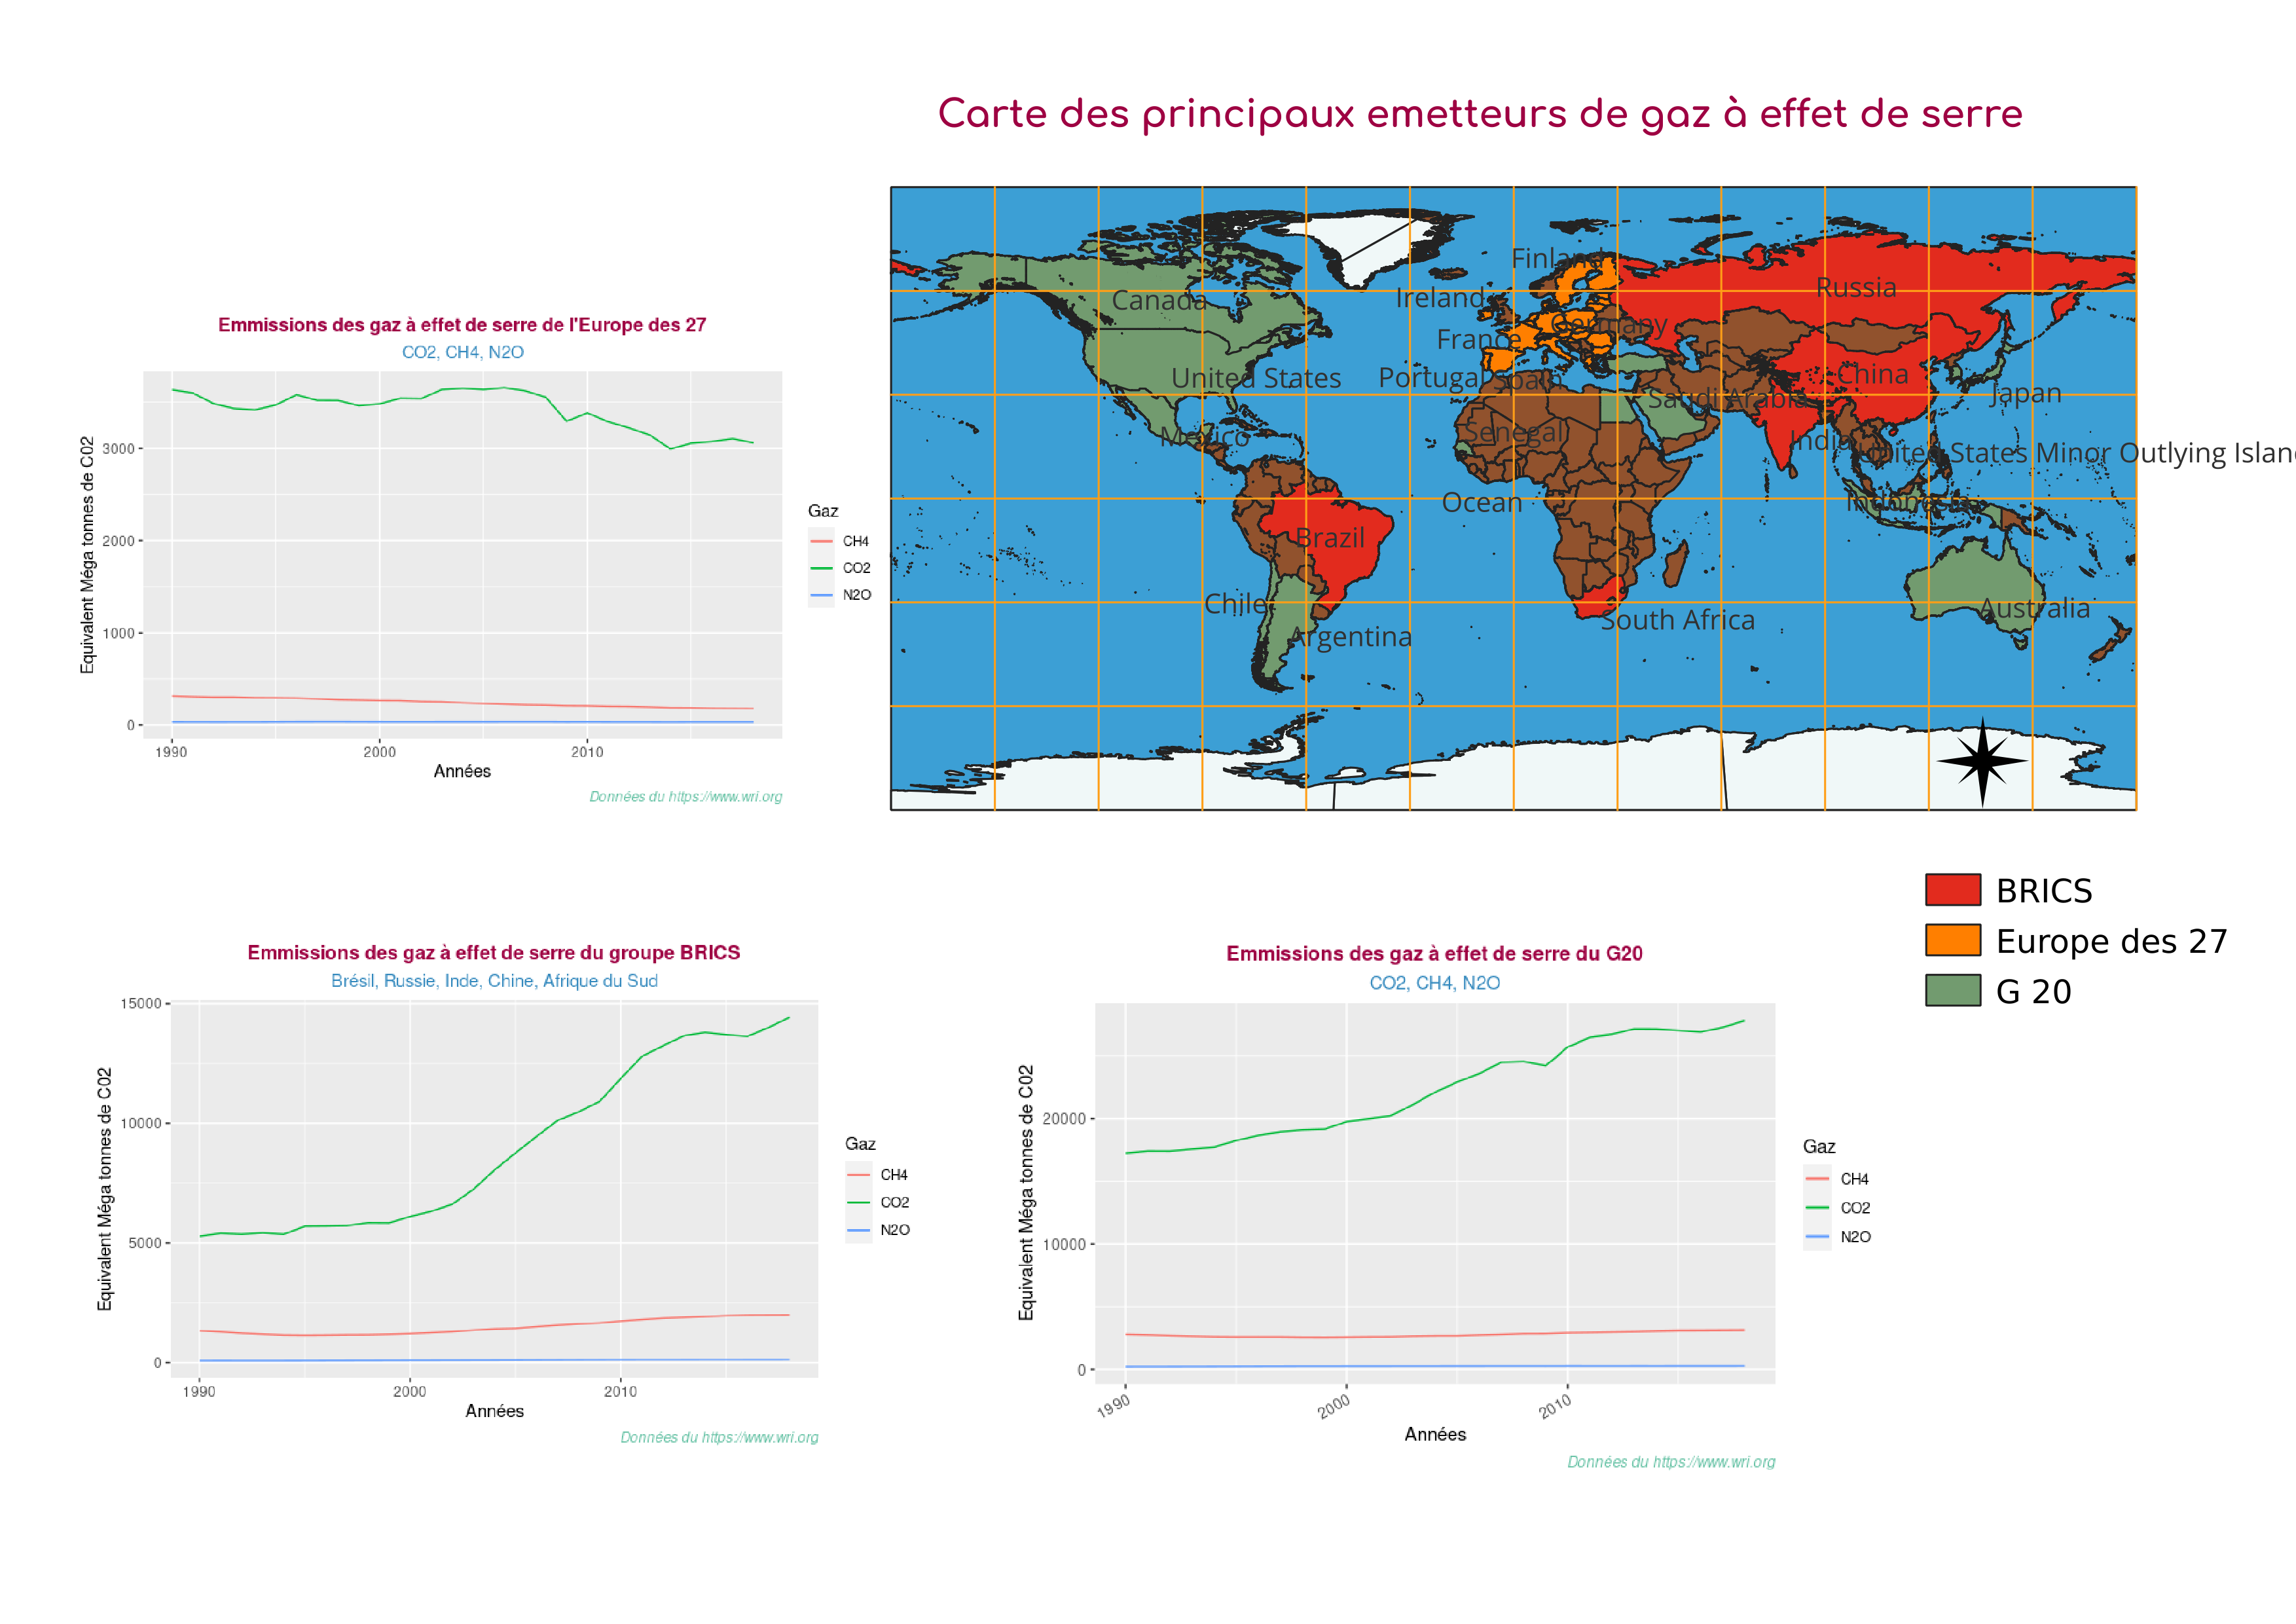 Carte des principaux emetteurs de gaz à effet de serre
Finland
Russia
Canada
Ireland
Germany
France
United States
Portugal
Spain
China
Saudi Arabia
Japan
Mexico
Senegal
India
United States Minor Outlying Islan
Ocean
Indonesia
Brazil
Chile
Australia
South Africa
Argentina
BRICS
Europe des 27
G 20
Emmissions des gaz à effet de serre de l'Europe des 27
CO2, CH4, N2O
Equivalent Méga tonnes de C02
3000
2000
1000
0
1990
2000
2010
Années
Gaz
CH4
CO2
N2O
Données du https://www.wri.org
Emmissions des gaz à effet de serre du groupe BRICS
Brésil, Russie, Inde, Chine, Afrique du Sud
Equivalent Méga tonnes de C02
15000
10000
5000
0
1990
2000
2010
Années
Gaz
CH4
CO2
N2O
Données du https://www.wri.org
Emmissions des gaz à effet de serre du G20
CO2, CH4, N2O
Equivalent Méga tonnes de C02
20000
10000
0
1990
2000
2010
Années
Gaz
CH4
CO2
N2O
Données du https://www.wri.org